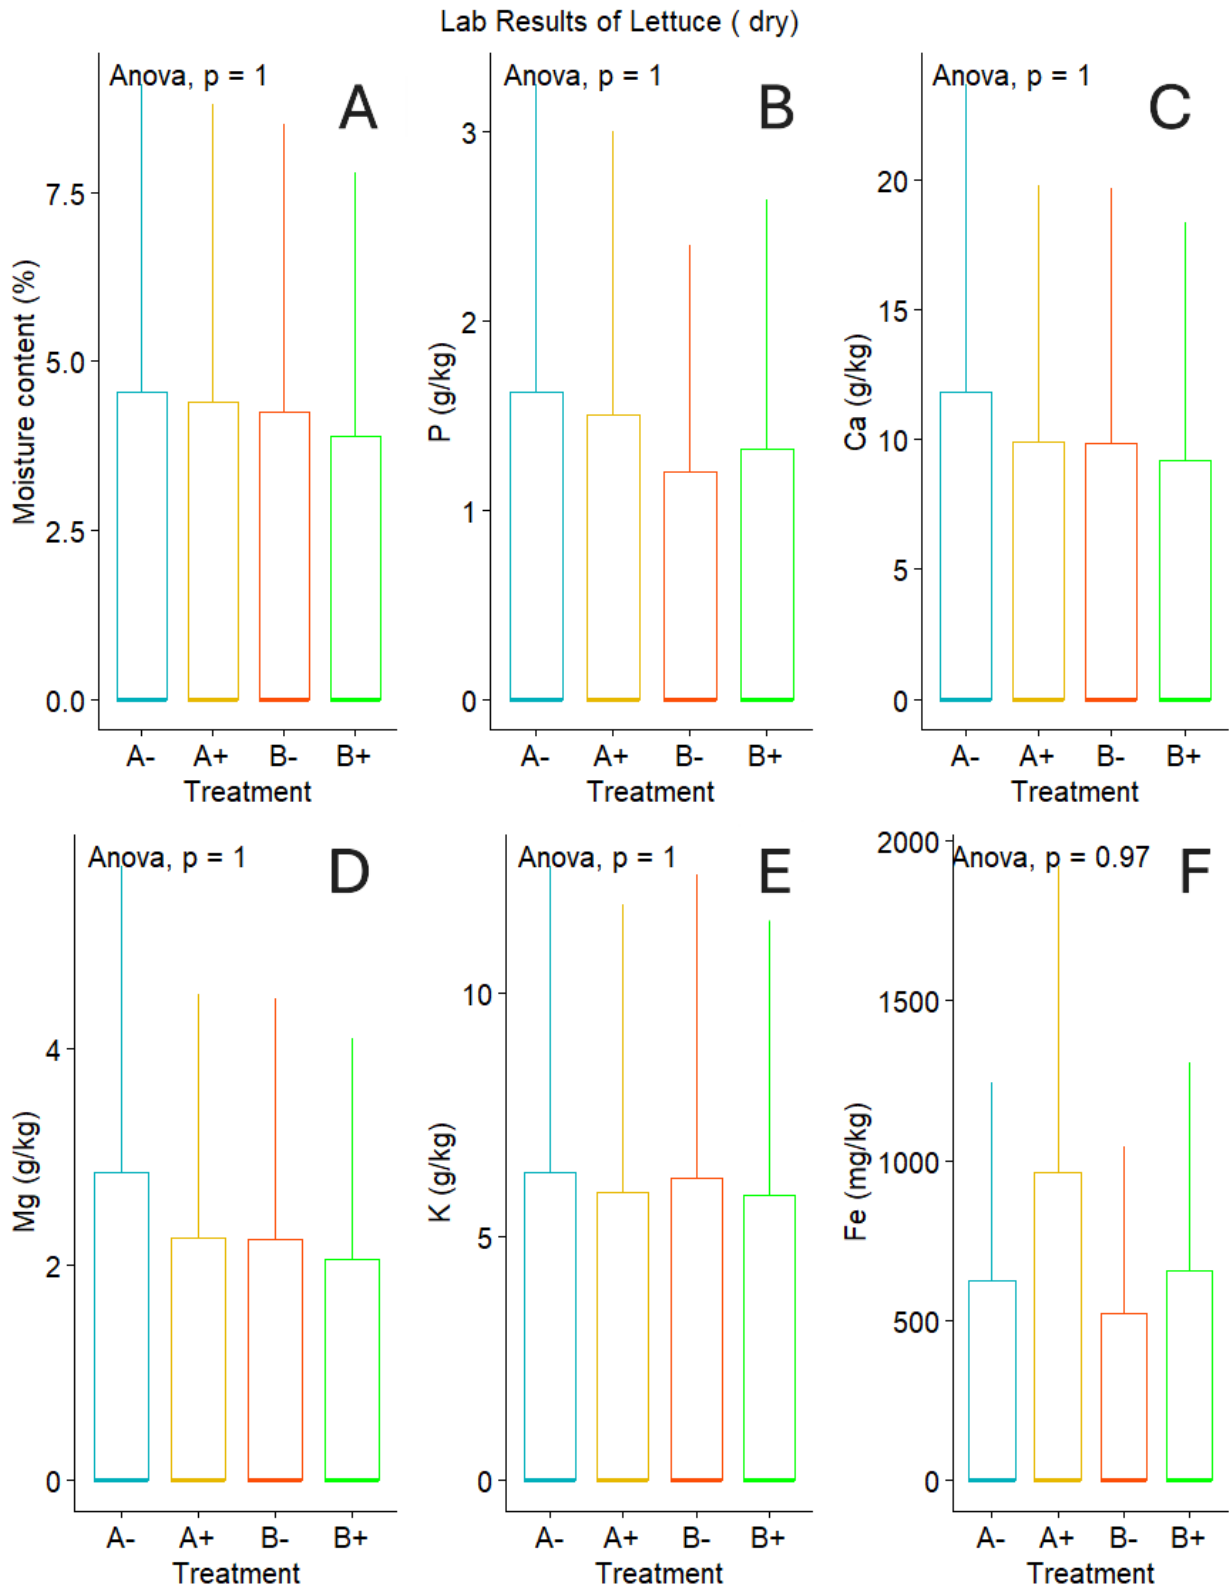 Lab Results of Lettuce ( dry)
Anova, p = 1
A
Moisture content (%)
7.5
5.0
2.5
0.0
A- A+ B- B+
Treatment
Anova, p = 1
B
P (g/kg)
3
2
1
0
A- A+ B- B+
Treatment
Anova, p = 1
C
Ca (g/kg)
20
15
10
5
0
A- A+ B- B+
Treatment
Anova, p = 1
D
Mg (g/kg)
4
2
0
A- A+ B- B+
Treatment
Anova, p = 1
E
K (g/kg)
10
5
0
A- A+ B- B+
Treatment
Anova, p = 0.97
F
Fe (mg/kg)
2000
1500
1000
500
0
A- A+ B- B+
Treatment